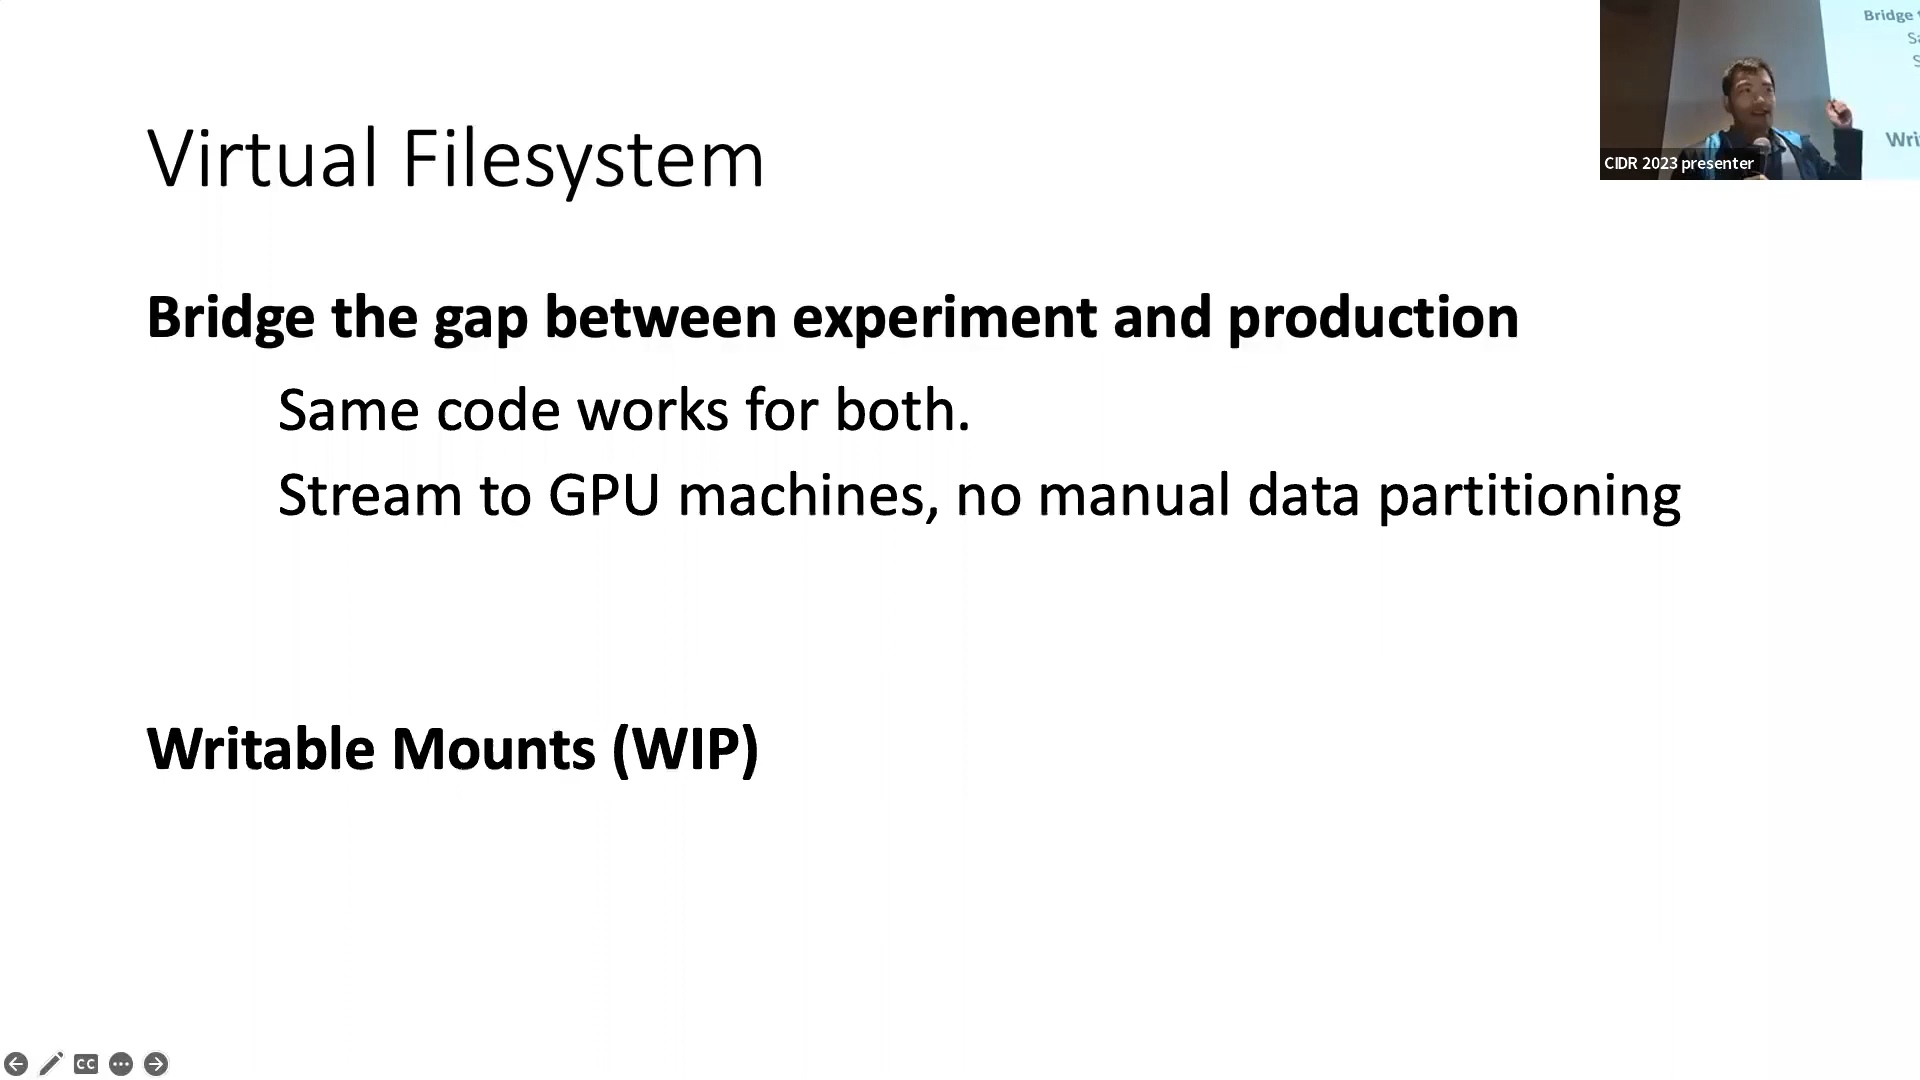 Virtual Filesystem
Bridge the gap between experiment and production
Same code works for both.
Stream to GPU machines, no manual data partitioning
Writable Mounts (WIP)
CIDR 2023 presenter
Bridge
CC